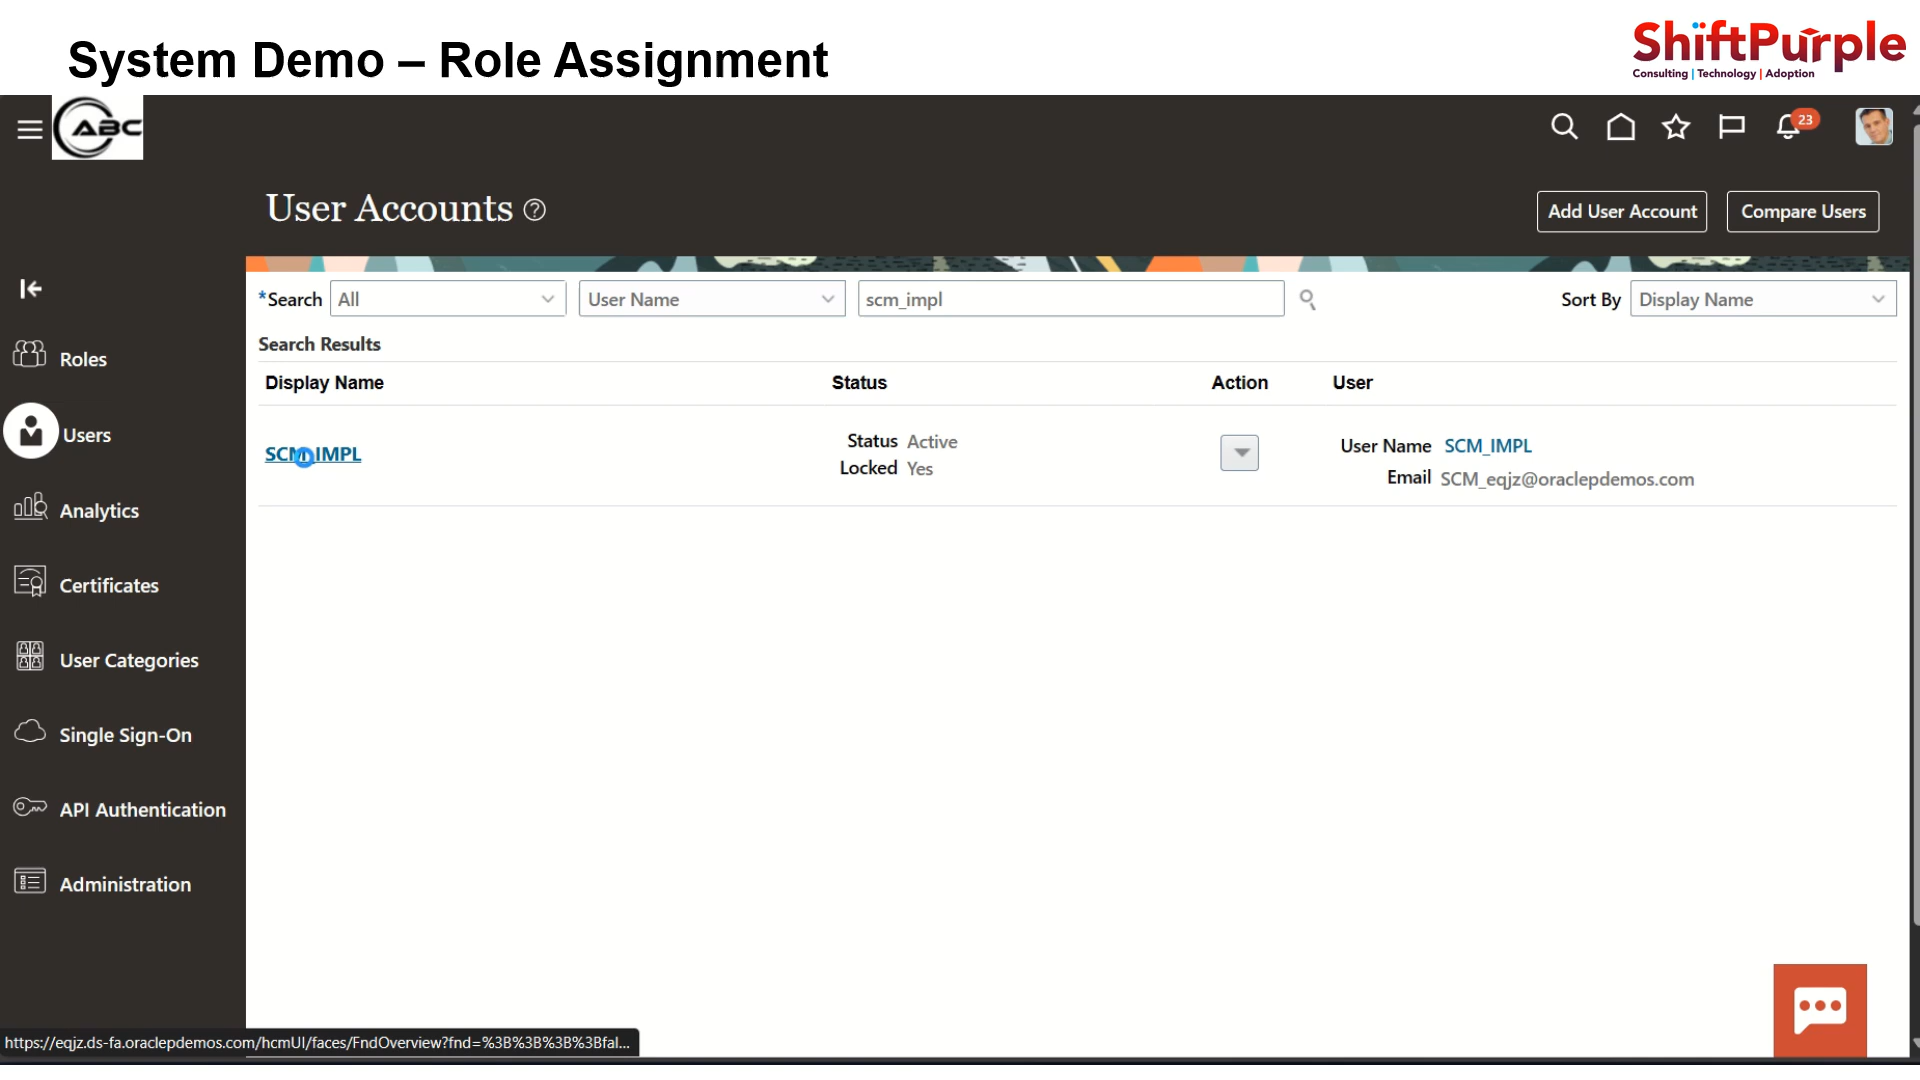 System Demo – Role Assignment
ShiftPurple
Consulting | Technology | Adoption
ABC
23
User Accounts ?
Add User Account
Compare Users
*Search All User Name scm_impl Sort By Display Name
Search Results
Display Name Status Action User
SCM_IMPL
Status Active
Locked Yes
User Name SCM_IMPL
Email SCM_eqjz@oraclepdemos.com
Roles
Users
Analytics
Certificates
User Categories
Single Sign-On
API Authentication
Administration
https://eqjz.ds-fa.oraclepdemos.com/hcmUI/faces/FndOverview?fnd=%3B%3B%3B%3Bfal...